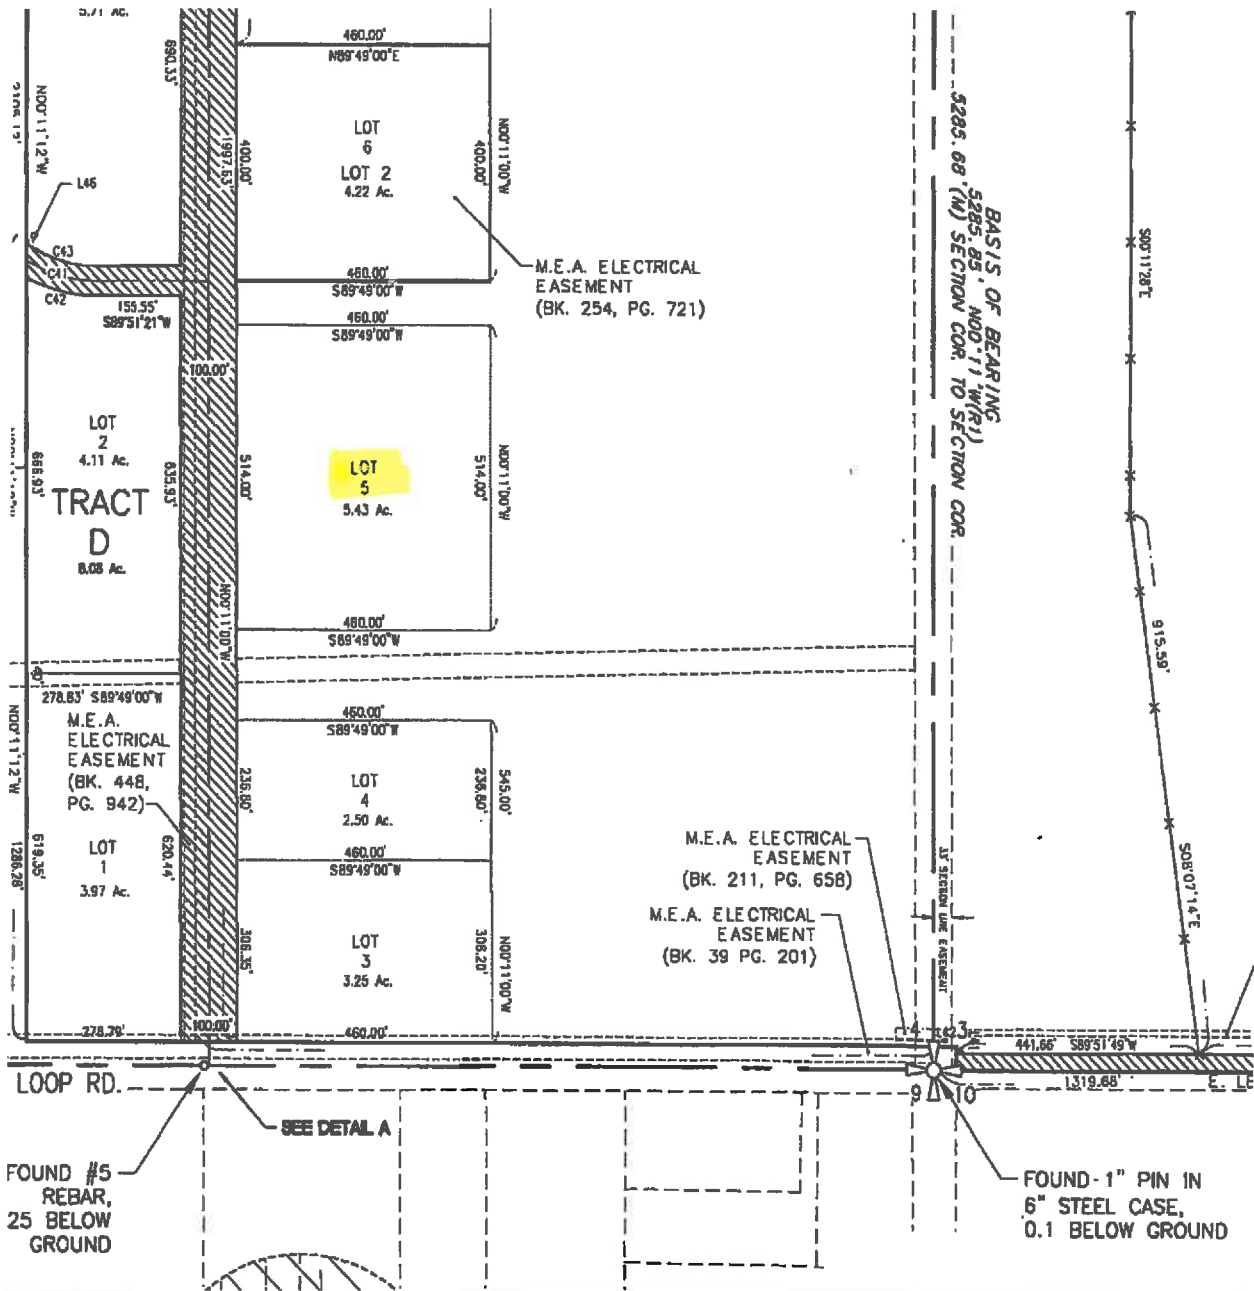 5.71 Ac.
690.33'
N00°11'12"W
L46
C43
C41
C42
155.55'
S89°51'21"W
1997.63'
400.00'
460.00'
N89°49'00"E
LOT
6
LOT 2
4.22 Ac.
400.00'
N00°11'00"W
460.00'
S89°49'00"W
M.E.A. ELECTRICAL
EASEMENT
(BK. 254, PG. 721)
460.00'
S89°49'00"W
100.00'
LOT
2
4.11 Ac.
666.93'
635.93'
TRACT
D
8.08 Ac.
514.00'
LOT
5
5.43 Ac.
514.00'
N00°11'00"W
N00°11'00"W
460.00'
S89°49'00"W
40'
278.83' S89°49'00"W
M.E.A.
ELECTRICAL
EASEMENT
(BK. 448,
PG. 942)
N00°11'12"W
1286.28'
619.35'
LOT
1
3.97 Ac.
620.44'
278.79'
100.00'
460.00'
S89°49'00"W
236.80'
LOT
4
2.50 Ac.
236.60'
545.00'
460.00'
S89°49'00"W
306.35'
LOT
3
3.25 Ac.
306.20'
N00°11'00"W
460.00'
BASIS OF BEARING
5285.85' N00°11'W(R1)
5285.68'(M) SECTION COR. TO SECTION COR.
S00°11'28"E
915.59'
S08°07'14"E
M.E.A. ELECTRICAL
EASEMENT
(BK. 211, PG. 658)
M.E.A. ELECTRICAL
EASEMENT
(BK. 39 PG. 201)
33' SECTION LINE EASEMENT
4 3
9 10
441.66' S89°51'49"W
1319.68'
LOOP RD.
SEE DETAIL A
FOUND #5
REBAR,
25 BELOW
GROUND
FOUND-1" PIN IN
6" STEEL CASE,
0.1 BELOW GROUND